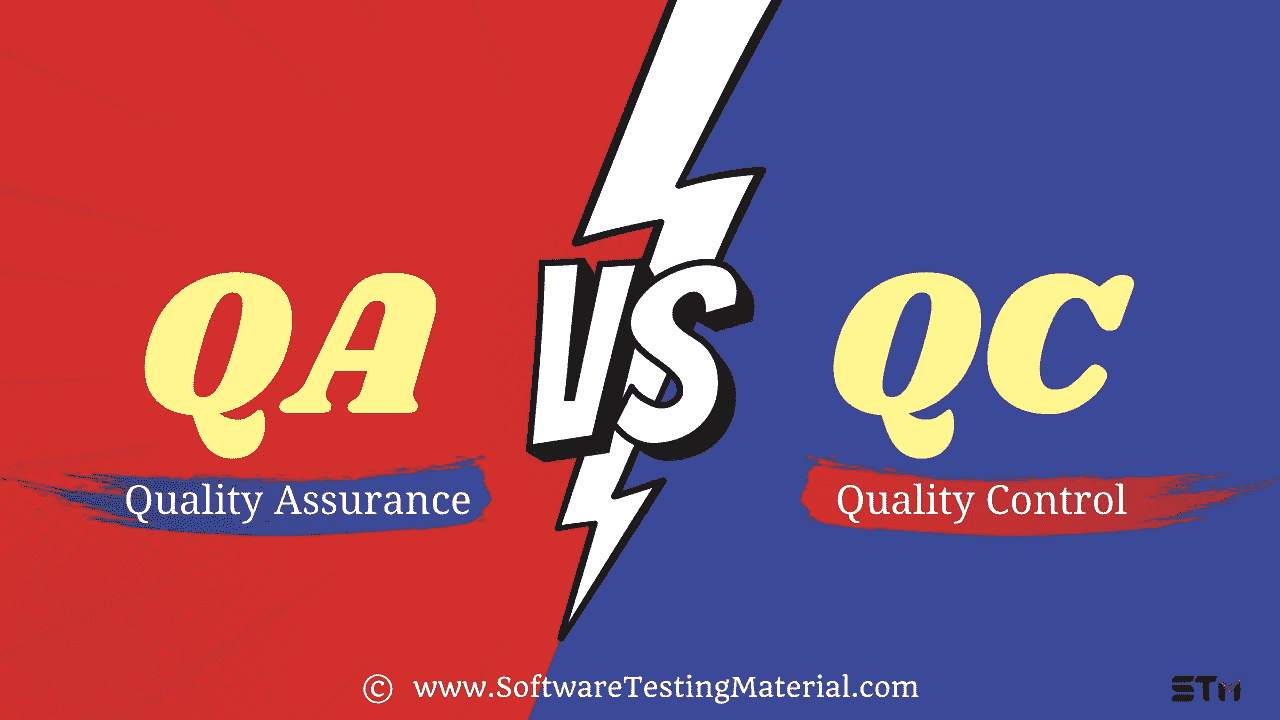 QA
VS
QC
Quality Assurance
Quality Control
© www.SoftwareTestingMaterial.com
STM